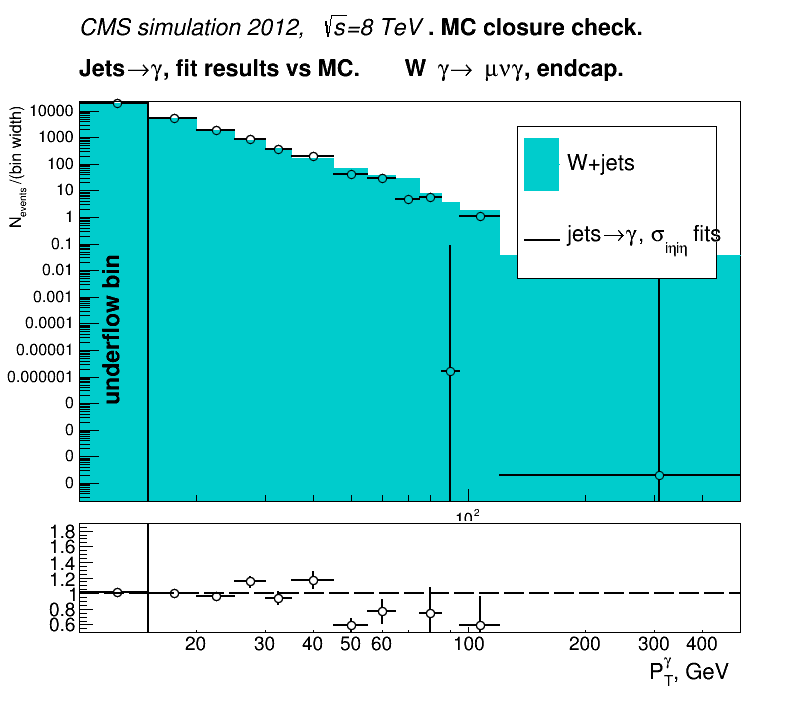 CMS simulation 2012, √s=8 TeV . MC closure check.
Jets→γ, fit results vs MC. W γ→ μνγ, endcap.
N_events /(bin width)
10000
1000
100
10
1
0.1
0.01
0.001
0.0001
0.00001
0.000001
0
0
0
0
underflow bin
W+jets
jets→γ, σ_iηiη fits
10²
1.8
1.6
1.4
1.2
1
0.8
0.6
20 30 40 50 60 100 200 300 400
P_T^γ, GeV